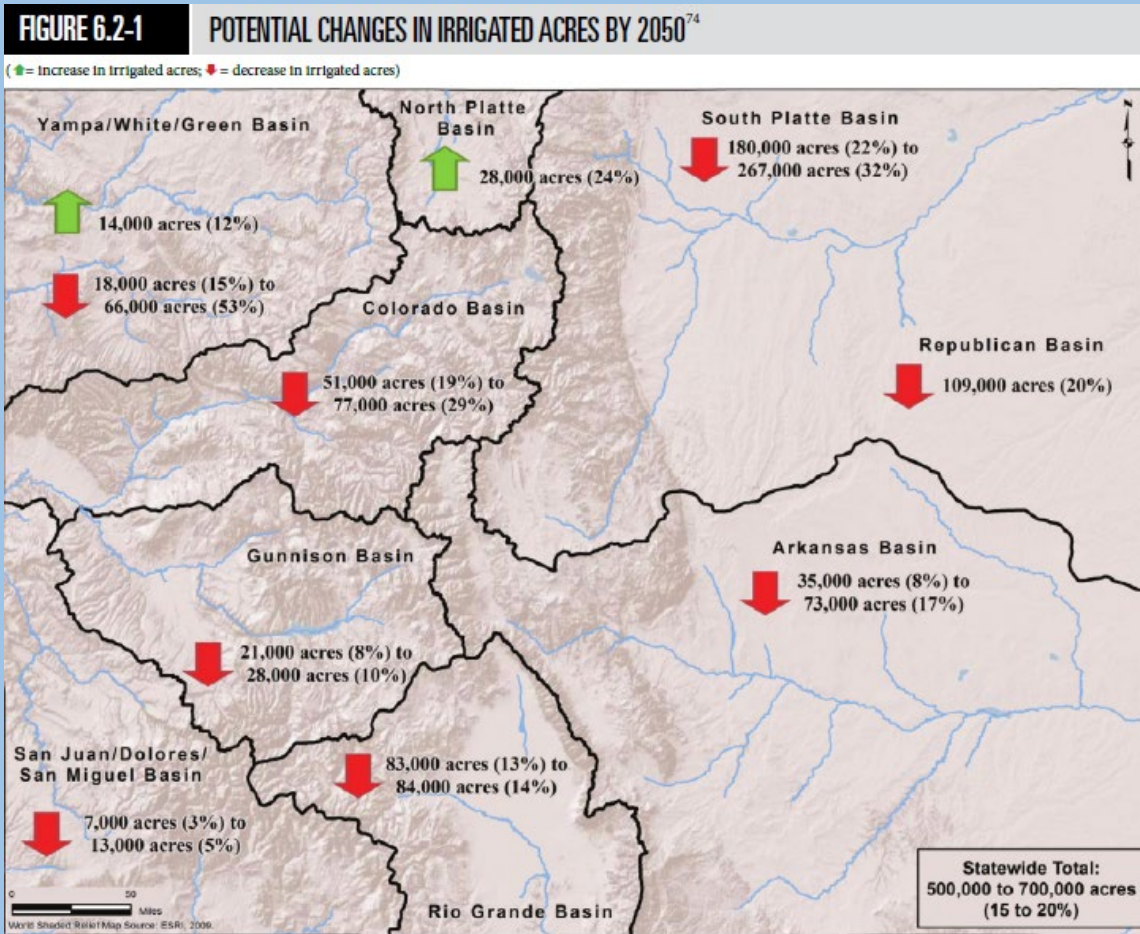 FIGURE 6.2-1
POTENTIAL CHANGES IN IRRIGATED ACRES BY 205074
( = increase in irrigated acres; = decrease in irrigated acres)
Yampa/White/Green Basin
14,000 acres (12%)
18,000 acres (15%) to
66,000 acres (53%)
North Platte
Basin
28,000 acres (24%)
South Platte Basin
180,000 acres (22%) to
267,000 acres (32%)
Colorado Basin
51,000 acres (19%) to
77,000 acres (29%)
Republican Basin
109,000 acres (20%)
Gunnison Basin
21,000 acres (8%) to
28,000 acres (10%)
Arkansas Basin
35,000 acres (8%) to
73,000 acres (17%)
San Juan/Dolores/
San Miguel Basin
7,000 acres (3%) to
13,000 acres (5%)
83,000 acres (13%) to
84,000 acres (14%)
Rio Grande Basin
Statewide Total:
500,000 to 700,000 acres
(15 to 20%)
0 50
Miles
World Shaded Relief Map Source: ESRI, 2009.